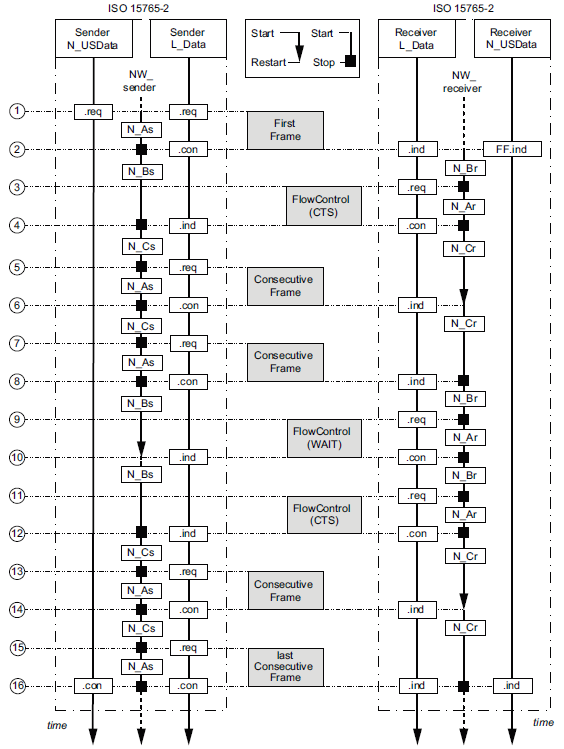 ISO 15765-2
ISO 15765-2
Sender
N_USData
Sender
L_Data
Start
Start
Restart
Stop
Receiver
L_Data
Receiver
N_USData
NW_
sender
NW_
receiver
1
.req
.req
N_As
First
Frame
2
.con
.ind
FF.ind
N_Bs
N_Br
3
.req
FlowControl
(CTS)
N_Ar
4
.ind
.con
N_Cs
N_Cr
5
.req
N_As
Consecutive
Frame
6
.con
.ind
N_Cs
N_Cr
7
.req
N_As
Consecutive
Frame
8
.con
.ind
N_Bs
N_Br
9
.req
FlowControl
(WAIT)
N_Ar
10
.ind
.con
N_Bs
N_Br
11
.req
FlowControl
(CTS)
N_Ar
12
.ind
.con
N_Cs
N_Cr
13
.req
N_As
Consecutive
Frame
14
.con
.ind
N_Cs
N_Cr
15
.req
N_As
last
Consecutive
Frame
16
.con
.con
.ind
.ind
time
time